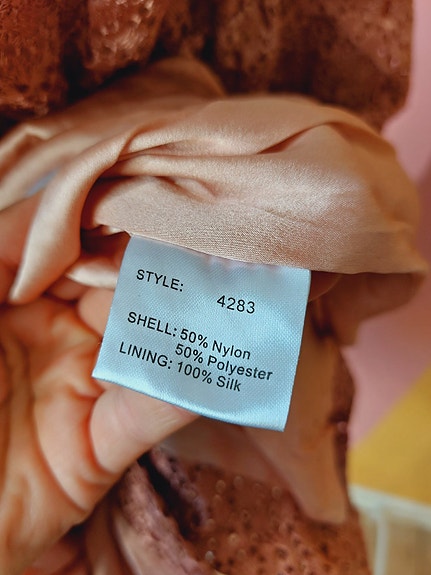 STYLE: 4283
SHELL: 50% Nylon
50% Polyester
LINING: 100% Silk